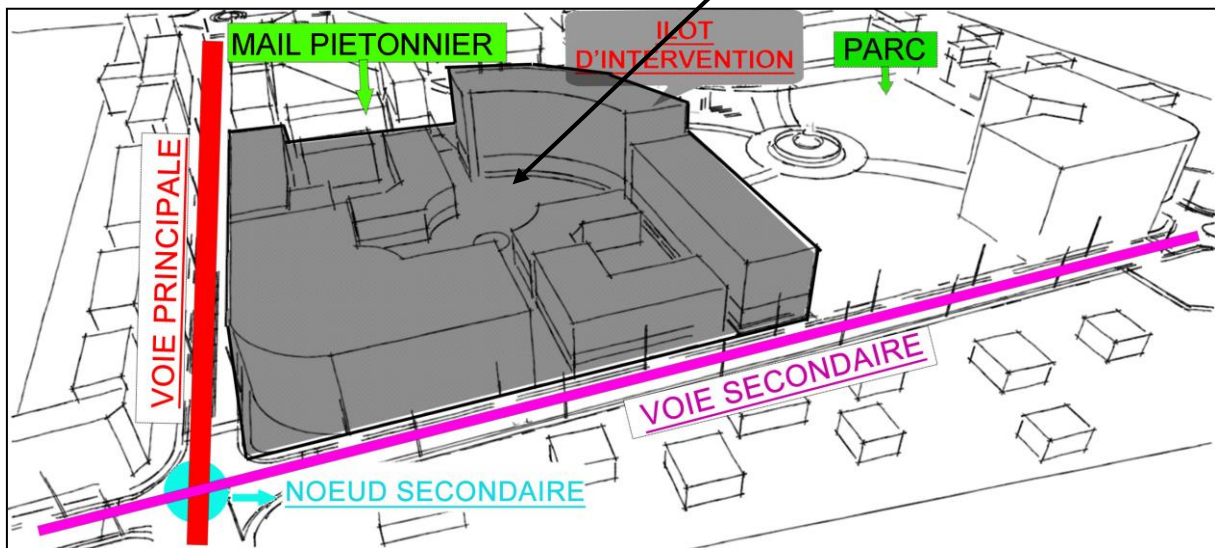 MAIL PIETONNIER
ILOT
D'INTERVENTION
PARC
VOIE PRINCIPALE
VOIE SECONDAIRE
NOEUD SECONDAIRE